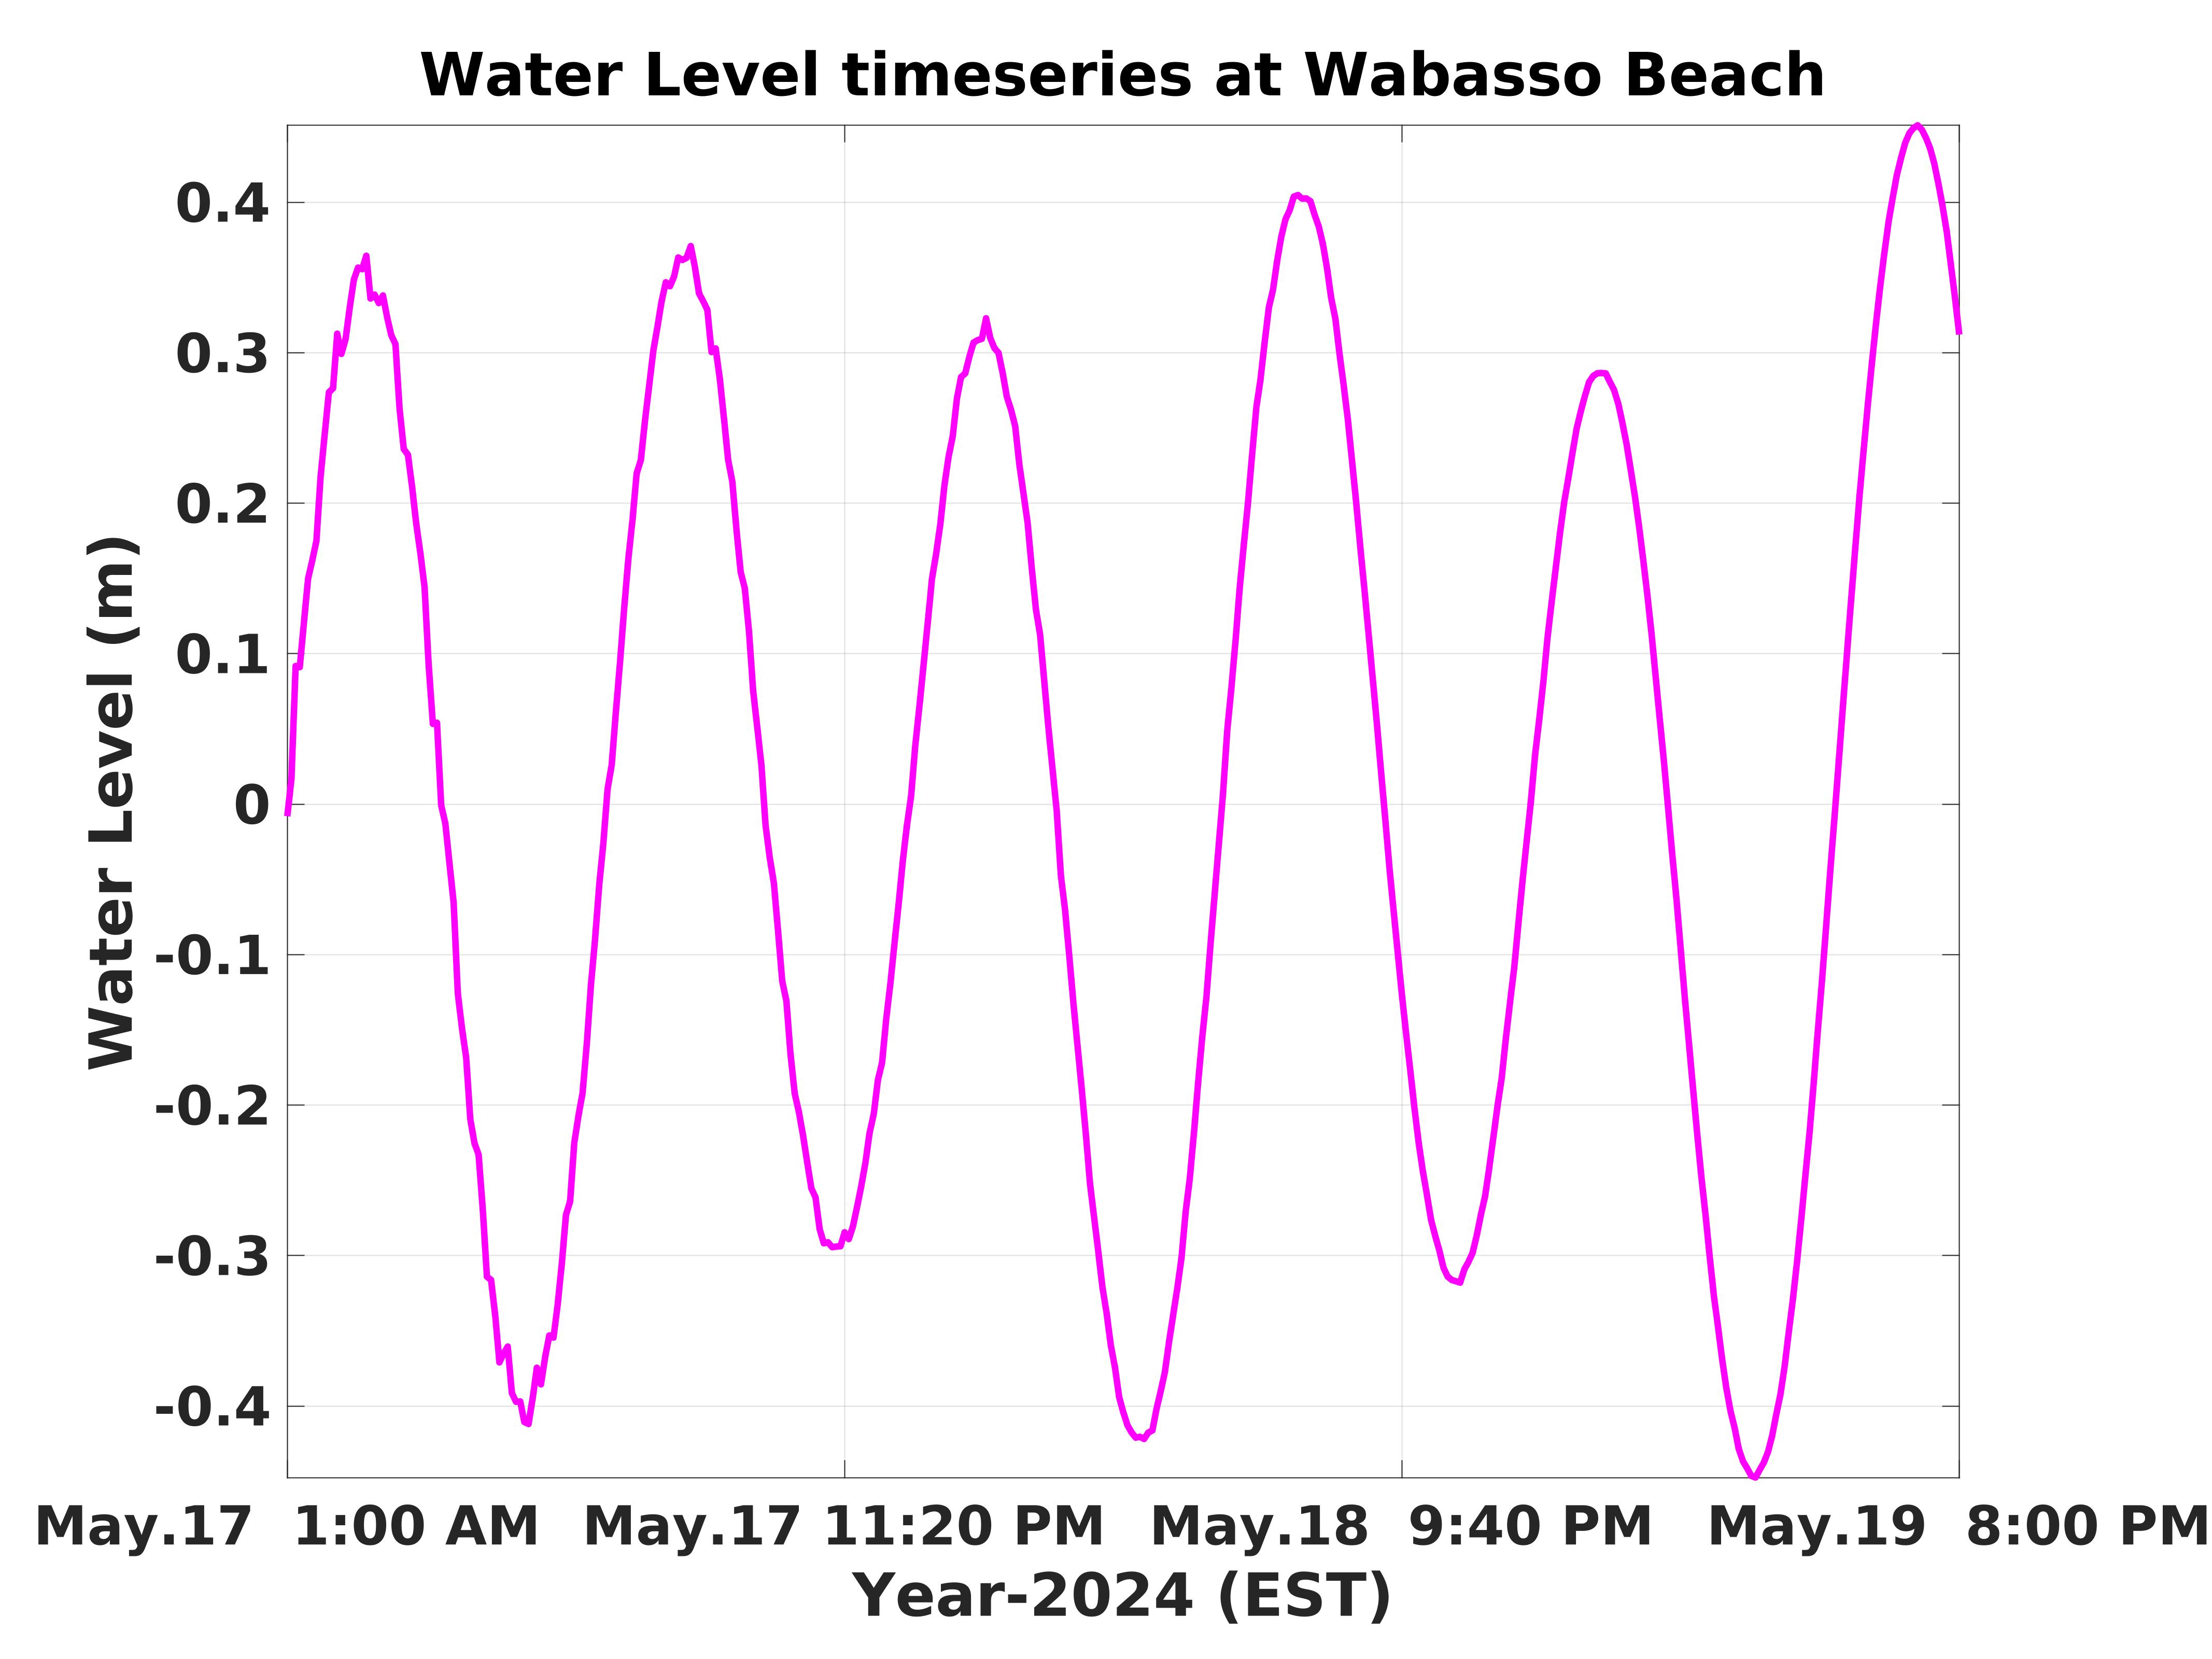 Water Level timeseries at Wabasso Beach
Water Level (m)
0.4
0.3
0.2
0.1
0
-0.1
-0.2
-0.3
-0.4
May.17 1:00 AM May.17 11:20 PM May.18 9:40 PM May.19 8:00 PM
Year-2024 (EST)